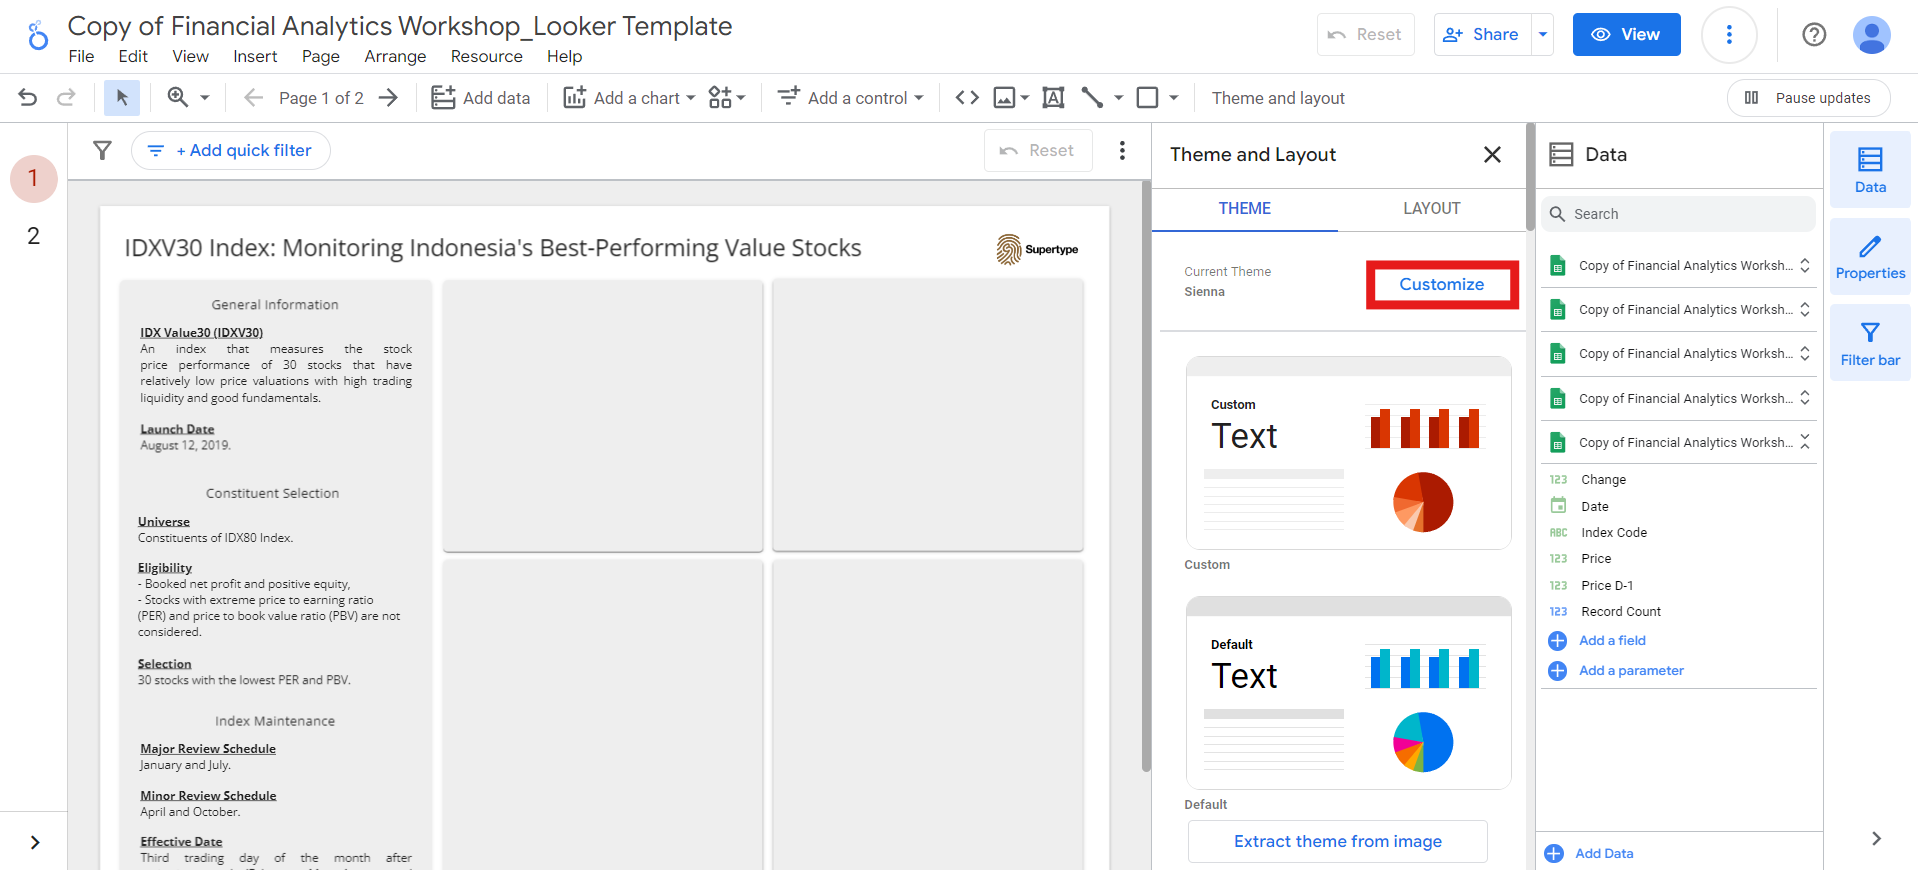 Copy of Financial Analytics Workshop_Looker Template
File Edit View Insert Page Arrange Resource Help
Reset
Share
View
Page 1 of 2
Add data
Add a chart
Add a control
Theme and layout
Pause updates
1
2
+ Add quick filter
Reset
IDXV30 Index: Monitoring Indonesia's Best-Performing Value Stocks
Supertype
General Information
IDX Value30 (IDXV30)
An index that measures the stock
price performance of 30 stocks that have
relatively low price valuations with high trading
liquidity and good fundamentals.
Launch Date
August 12, 2019.
Constituent Selection
Universe
Constituents of IDX80 Index.
Eligibility
- Booked net profit and positive equity,
- Stocks with extreme price to earning ratio
(PER) and price to book value ratio (PBV) are not
considered.
Selection
30 stocks with the lowest PER and PBV.
Index Maintenance
Major Review Schedule
January and July.
Minor Review Schedule
April and October.
Effective Date
Third trading day of the month after
Theme and Layout
THEME
LAYOUT
Current Theme
Sienna
Customize
Custom
Text
Custom
Default
Text
Default
Extract theme from image
Data
Search
Copy of Financial Analytics Worksh...
Copy of Financial Analytics Worksh...
Copy of Financial Analytics Worksh...
Copy of Financial Analytics Worksh...
Copy of Financial Analytics Worksh...
123 Change
Date
ABC Index Code
123 Price
123 Price D-1
123 Record Count
Add a field
Add a parameter
Add Data
Data
Properties
Filter bar